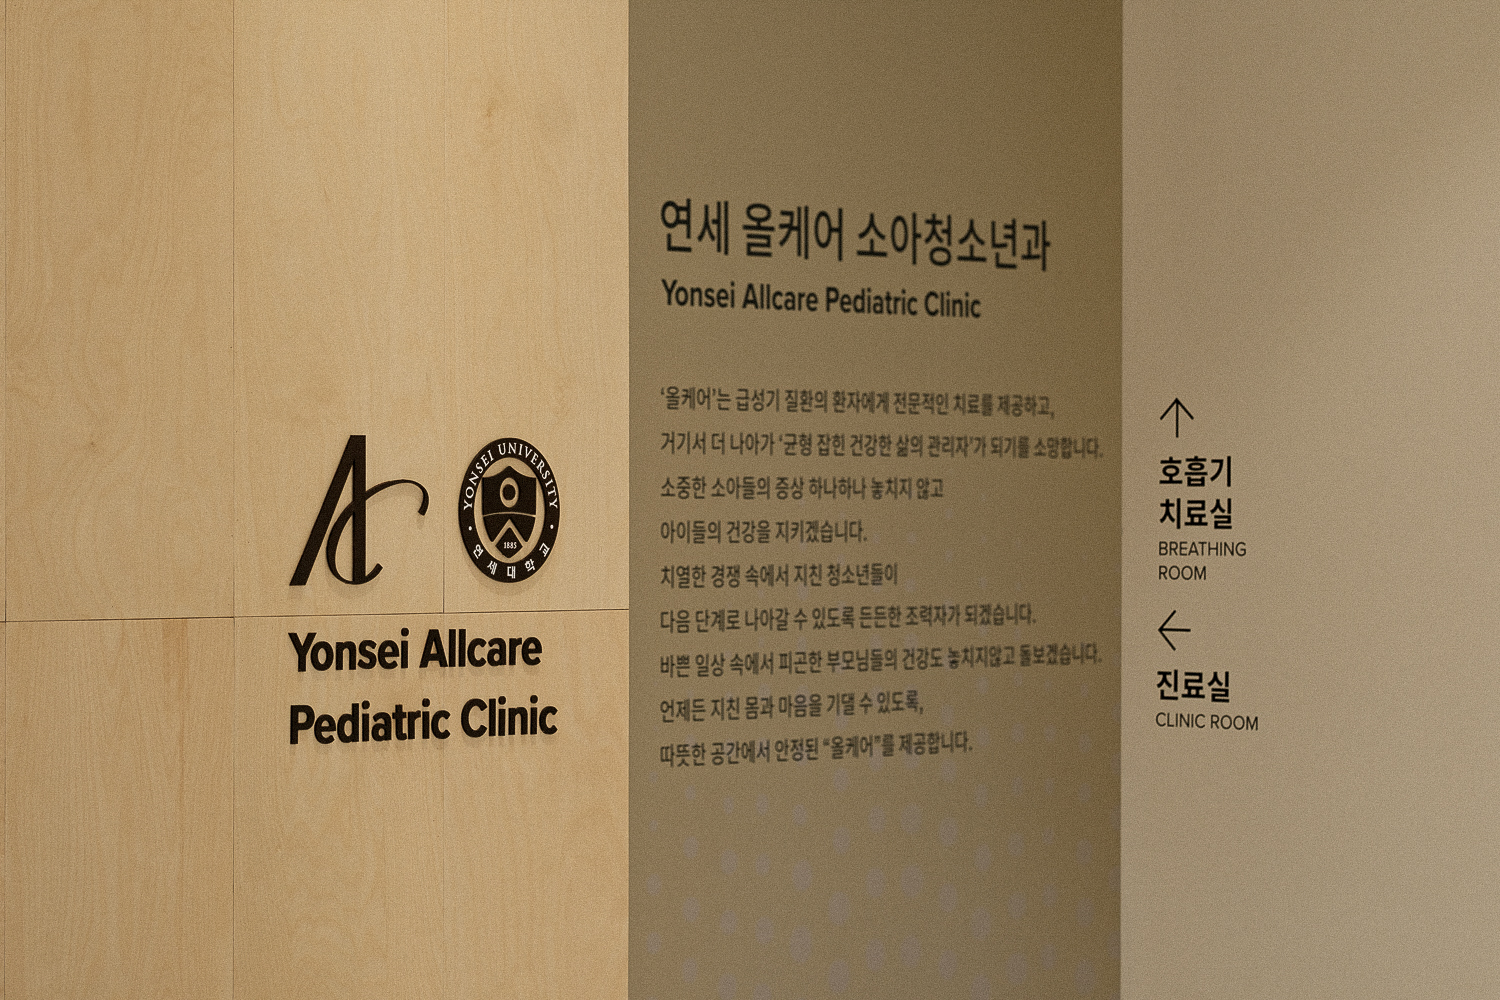 YONSEI UNIVERSITY
1885
연세대학교
Yonsei Allcare
Pediatric Clinic
연세 올케어 소아청소년과
Yonsei Allcare Pediatric Clinic
‘올케어’는 급성기 질환의 환자에게 전문적인 치료를 제공하고,
거기서 더 나아가 ‘균형 잡힌 건강한 삶의 관리자’가 되기를 소망합니다.
소중한 소아들의 증상 하나하나 놓치지 않고
아이들의 건강을 지키겠습니다.
치열한 경쟁 속에서 지친 청소년들이
다음 단계로 나아갈 수 있도록 든든한 조력자가 되겠습니다.
바쁜 일상 속에서 피곤한 부모님들의 건강도 놓치지않고 돌보겠습니다.
언제든 지친 몸과 마음을 기댈 수 있도록,
따뜻한 공간에서 안정된 “올케어”를 제공합니다.
호흡기
치료실
BREATHING
ROOM
진료실
CLINIC ROOM